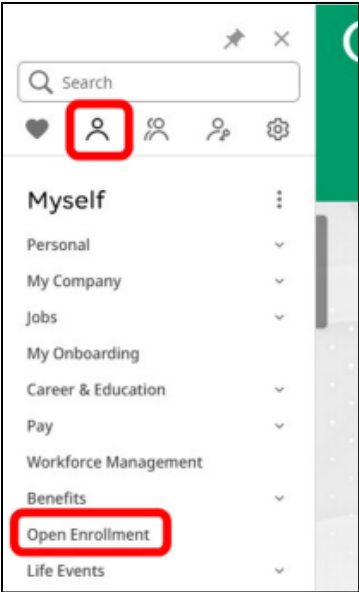 Search
Myself
Personal
My Company
Jobs
My Onboarding
Career & Education
Pay
Workforce Management
Benefits
Open Enrollment
Life Events